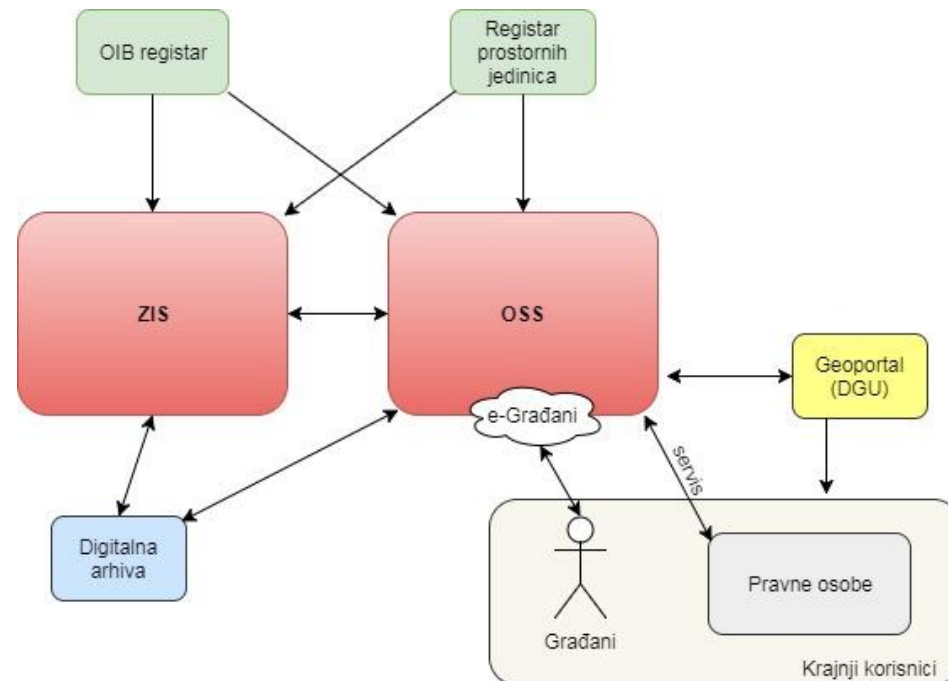 OIB registar
Registar
prostornih
jedinica
ZIS
OSS
Geoportal
(DGU)
e-Građani
servis
Digitalna
arhiva
Građani
Pravne osobe
Krajnji korisnici